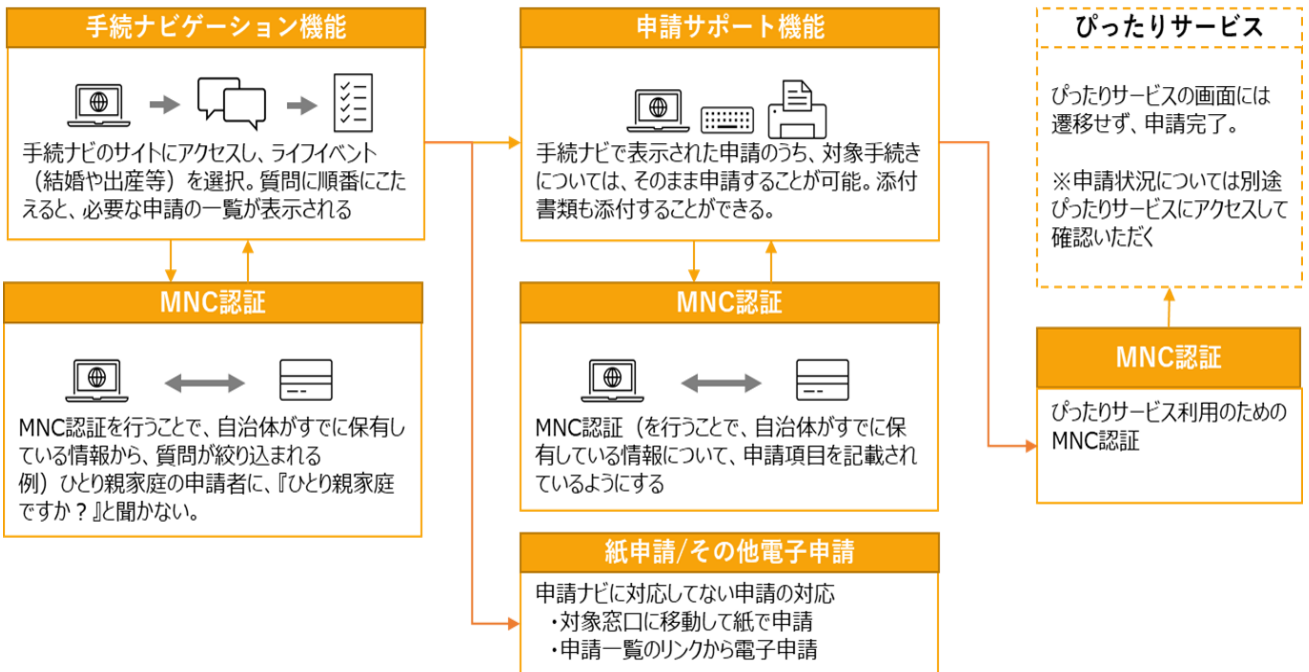 手続ナビゲーション機能
手続ナビのサイトにアクセスし、ライフイベント
（結婚や出産等）を選択。質問に順番にこた
えると、必要な申請の一覧が表示される
MNC認証
MNC認証を行うことで、自治体がすでに保有し
ている情報から、質問が絞り込まれる
例）ひとり親家庭の申請者に、『ひとり親家庭
ですか？』と聞かない。
申請サポート機能
手続ナビで表示された申請のうち、対象手続き
については、そのまま申請することが可能。添付
書類も添付することができる。
MNC認証
MNC認証（を行うことで、自治体がすでに保
有している情報について、申請項目を記載され
ているようにする
紙申請/その他電子申請
申請ナビに対応してない申請の対応
・対象窓口に移動して紙で申請
・申請一覧のリンクから電子申請
ぴったりサービス
ぴったりサービスの画面には
遷移せず、申請完了。
※申請状況については別途
ぴったりサービスにアクセスして
確認いただく
MNC認証
ぴったりサービス利用のための
MNC認証